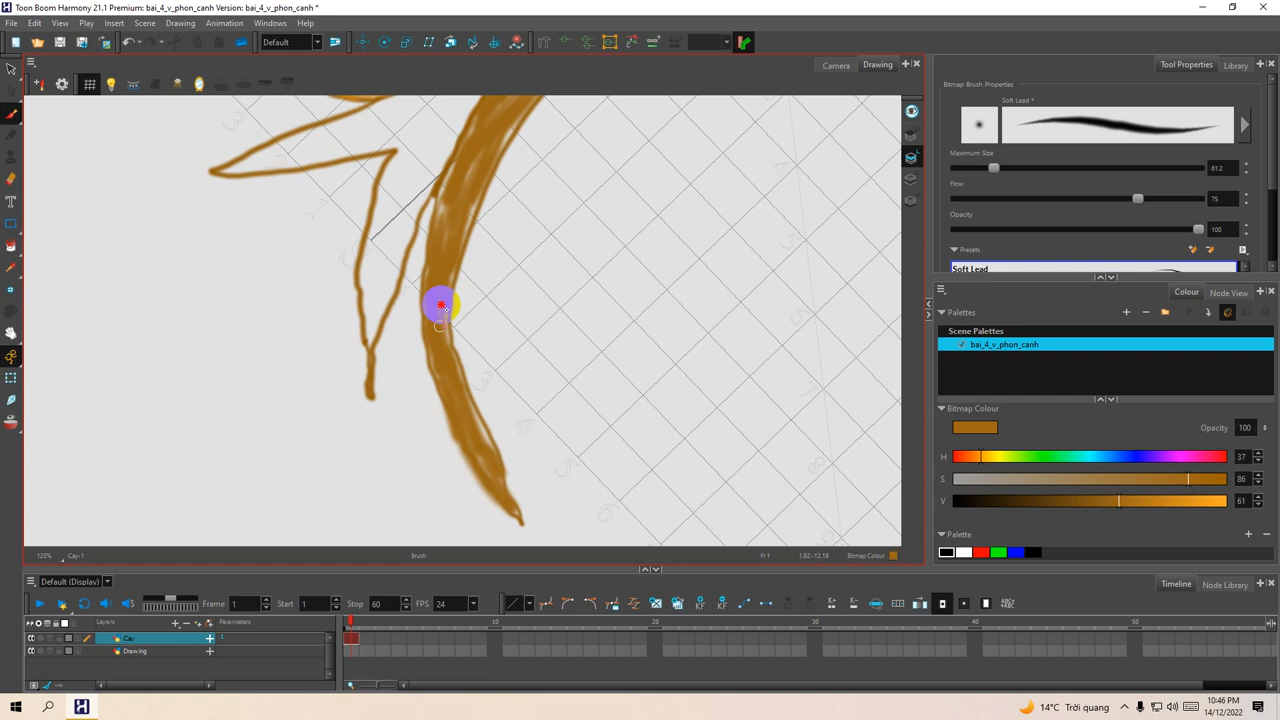 Toon Boom Harmony 21.1 Premium: bai_4_v_phon_canh Version: bai_4_v_phon_canh *
File Edit View Play Insert Scene Drawing Animation Windows Help
Default
Camera Drawing
Tool Properties Library
Bitmap Brush Properties
Soft Lead *
Maximum Size
61.2
Flow
75
Opacity
100
Presets
Soft Lead
Colour Node View
Palettes
Scene Palettes
bai_4_v_phon_canh
Bitmap Colour
Opacity 100
H 37
S 86
V 61
Palette
125% Cay-1 Brush Fr 1 1.82:-12.19 Bitmap Colour
Default (Display)
Timeline Node Library
Frame 1 Start 1 Stop 60 FPS 24
Layers Parameters
10 20 30 40 50
Cay 1
Drawing
14°C Trời quang
10:46 PM
14/12/2022